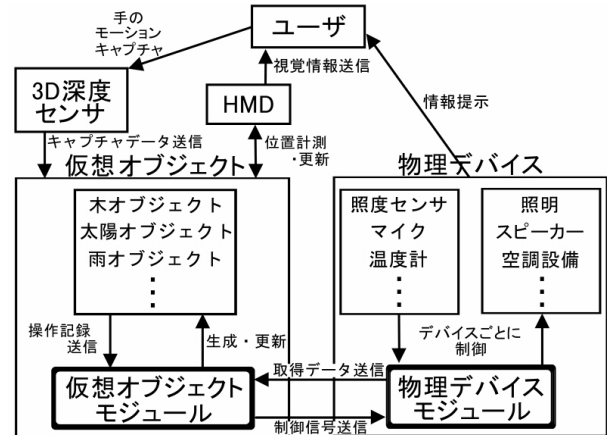 ユーザ
手の
モーション
キャプチャ
視覚情報送信
3D深度
センサ
HMD
情報提示
キャプチャデータ送信
位置計測
・更新
仮想オブジェクト
物理デバイス
木オブジェクト
太陽オブジェクト
雨オブジェクト
照度センサ
マイク
温度計
照明
スピーカー
空調設備
操作記録
送信
生成・更新
デバイスごとに
制御
取得データ送信
仮想オブジェクト
モジュール
物理デバイス
モジュール
制御信号送信